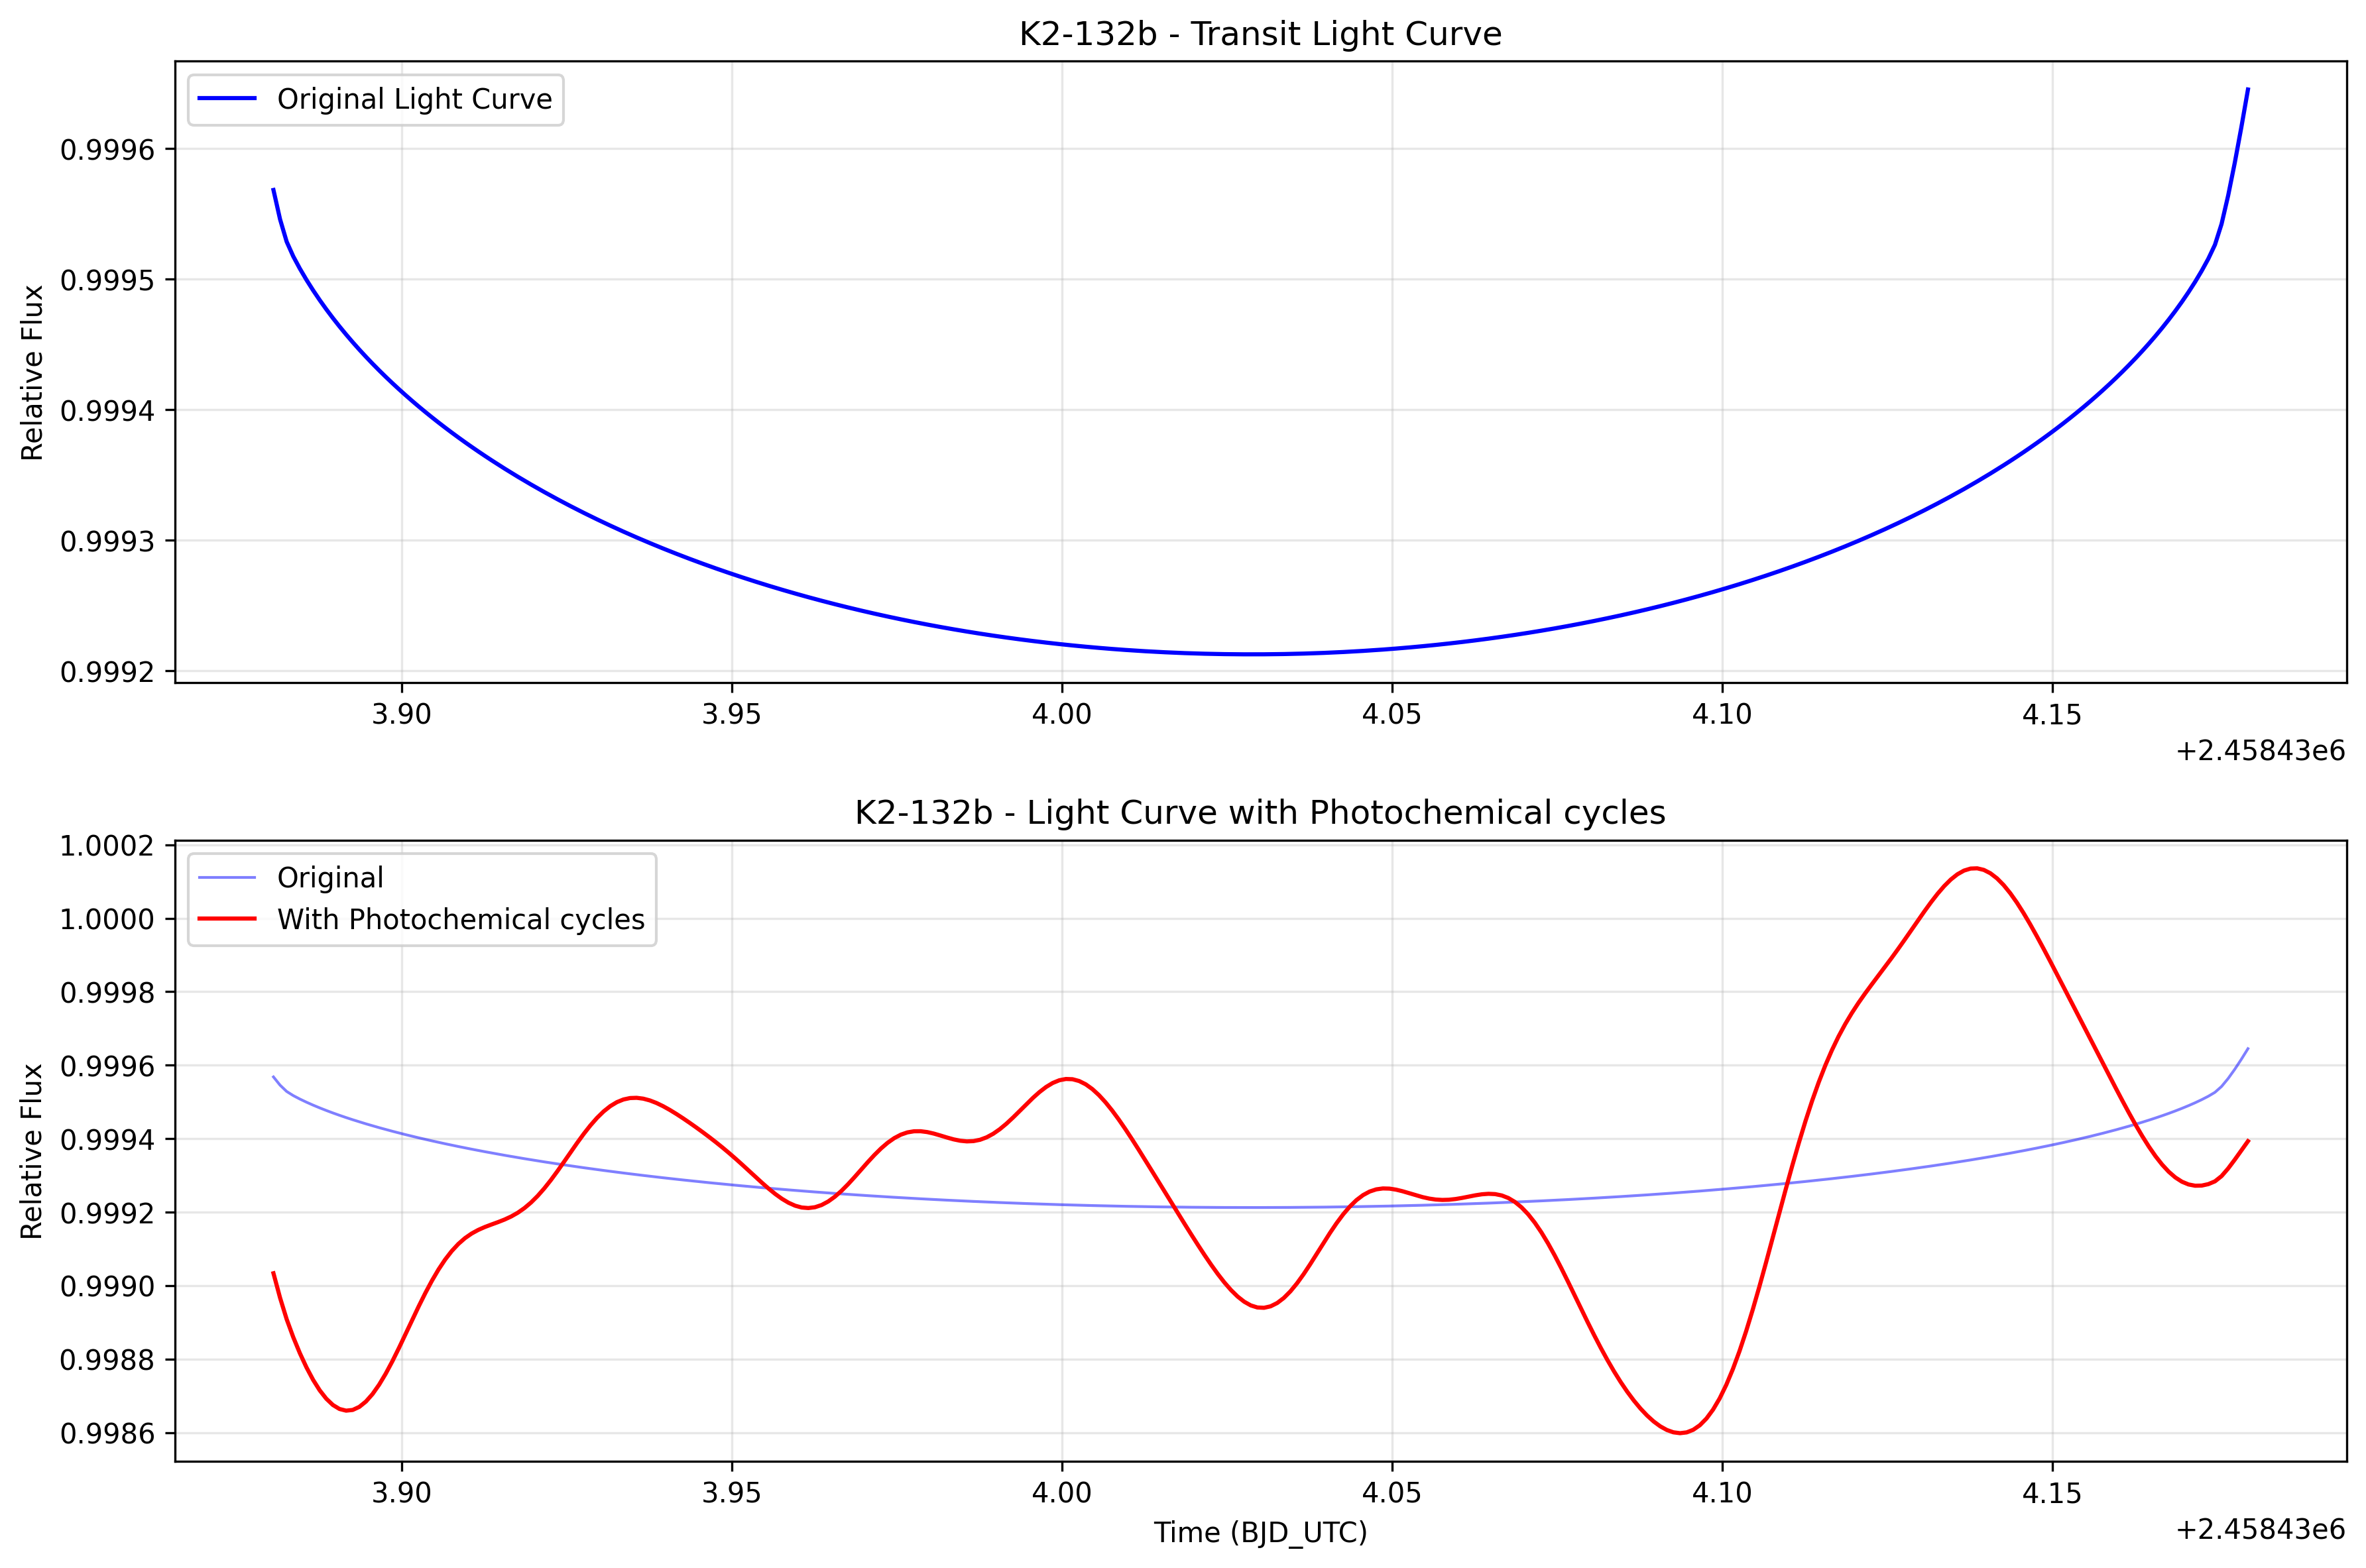 K2-132b - Transit Light Curve
Original Light Curve
Relative Flux
0.9996
0.9995
0.9994
0.9993
0.9992
3.90 3.95 4.00 4.05 4.10 4.15
+2.45843e6
K2-132b - Light Curve with Photochemical cycles
Original
With Photochemical cycles
Relative Flux
1.0002
1.0000
0.9998
0.9996
0.9994
0.9992
0.9990
0.9988
0.9986
3.90 3.95 4.00 4.05 4.10 4.15
Time (BJD_UTC)
+2.45843e6